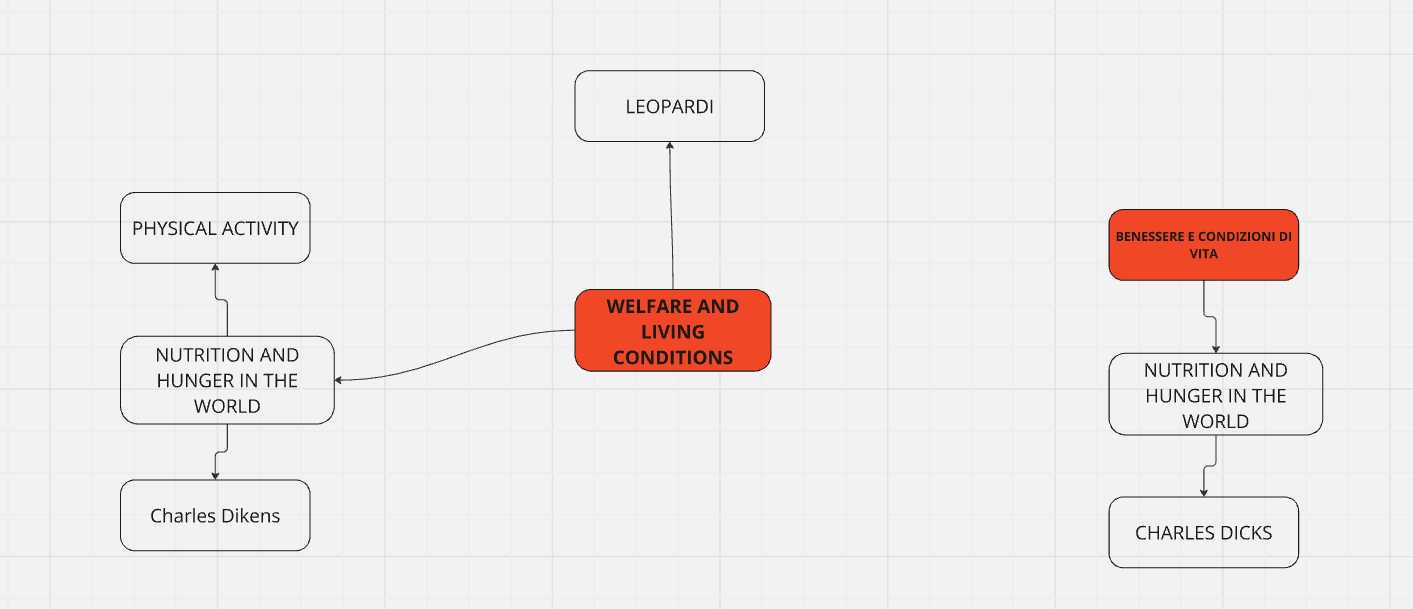 LEOPARDI
PHYSICAL ACTIVITY
WELFARE AND
LIVING
CONDITIONS
NUTRITION AND
HUNGER IN THE
WORLD
Charles Dikens
BENESSERE E CONDIZIONI DI
VITA
NUTRITION AND
HUNGER IN THE
WORLD
CHARLES DICKS